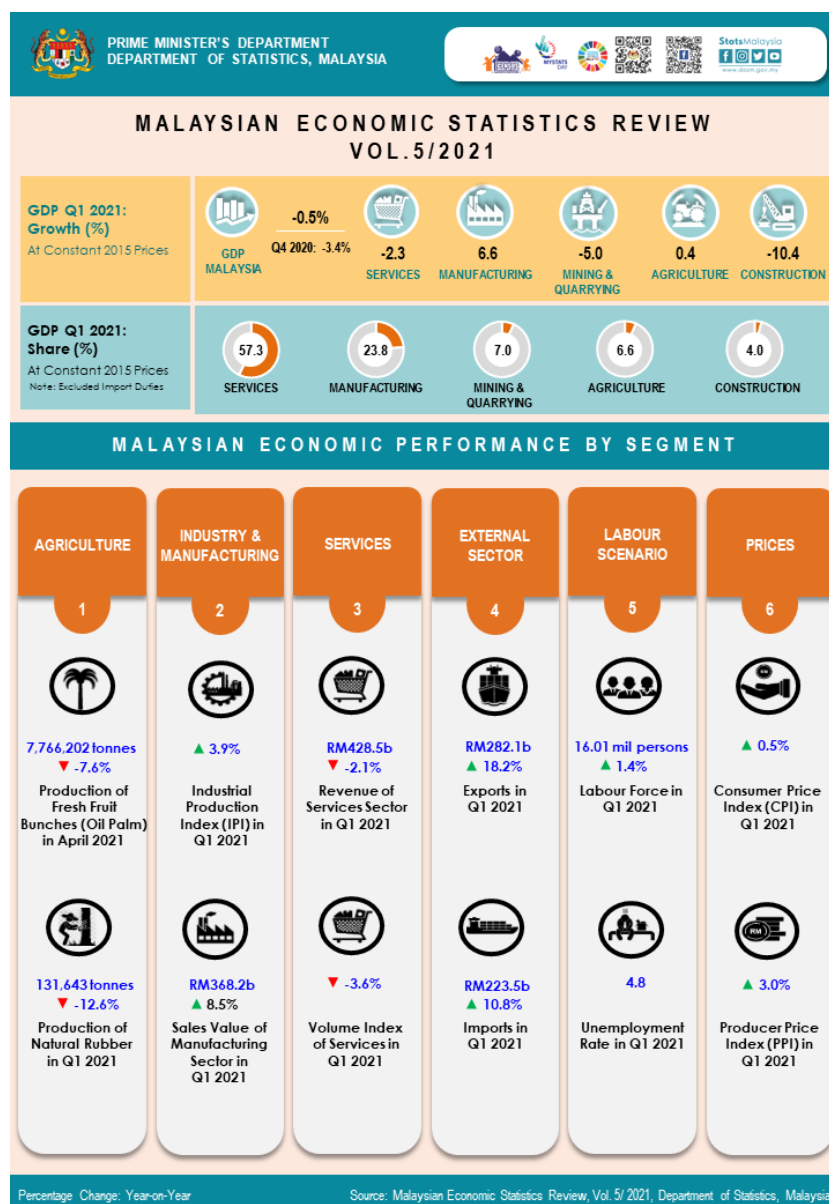 PRIME MINISTER'S DEPARTMENT
DEPARTMENT OF STATISTICS, MALAYSIA
MYSTATS
DAY
StatsMalaysia
www.dosm.gov.my
MALAYSIAN ECONOMIC STATISTICS REVIEW
VOL.5/2021
GDP Q1 2021:
Growth (%)
At Constant 2015 Prices
GDP
MALAYSIA
-0.5%
Q4 2020: -3.4%
-2.3
SERVICES
6.6
MANUFACTURING
-5.0
MINING &
QUARRYING
0.4
AGRICULTURE
-10.4
CONSTRUCTION
GDP Q1 2021:
Share (%)
At Constant 2015 Prices
Note: Excluded Import Duties
57.3
SERVICES
23.8
MANUFACTURING
7.0
MINING &
QUARRYING
6.6
AGRICULTURE
4.0
CONSTRUCTION
MALAYSIAN ECONOMIC PERFORMANCE BY SEGMENT
AGRICULTURE
1
7,766,202 tonnes
▼ -7.6%
Production of
Fresh Fruit
Bunches (Oil Palm)
in April 2021
131,643 tonnes
▼ -12.6%
Production of
Natural Rubber
in Q1 2021
INDUSTRY &
MANUFACTURING
2
▲ 3.9%
Industrial
Production
Index (IPI) in
Q1 2021
RM368.2b
▲ 8.5%
Sales Value of
Manufacturing
Sector in
Q1 2021
SERVICES
3
RM428.5b
▼ -2.1%
Revenue of
Services Sector
in Q1 2021
▼ -3.6%
Volume Index
of Services in
Q1 2021
EXTERNAL
SECTOR
4
RM282.1b
▲ 18.2%
Exports in
Q1 2021
RM223.5b
▲ 10.8%
Imports in
Q1 2021
LABOUR
SCENARIO
5
16.01 mil persons
▲ 1.4%
Labour Force in
Q1 2021
4.8
Unemployment
Rate in Q1 2021
PRICES
6
▲ 0.5%
Consumer Price
Index (CPI) in
Q1 2021
RM
▲ 3.0%
Producer Price
Index (PPI) in
Q1 2021
Percentage Change: Year-on-Year
Source: Malaysian Economic Statistics Review, Vol. 5/ 2021, Department of Statistics, Malaysia